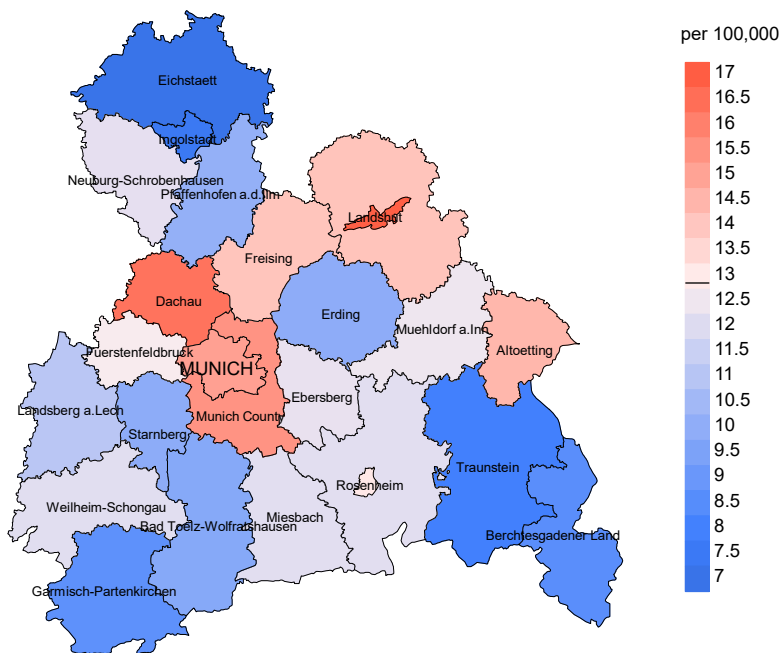 per 100,000
17
16.5
16
15.5
15
14.5
14
13.5
13
12.5
12
11.5
11
10.5
10
9.5
9
8.5
8
7.5
7
Eichstaett
Ingolstadt
Neuburg-Schrobenhausen
Pfaffenhofen a.d.Ilm
Landshut
Freising
Dachau
Erding
Muehldorf a.Inn
Altoetting
Fuerstenfeldbruck
MUNICH
Ebersberg
Landsberg a.Lech
Munich County
Starnberg
Traunstein
Rosenheim
Weilheim-Schongau
Miesbach
Bad Toelz-Wolfratshausen
Berchtesgadener Land
Garmisch-Partenkirchen